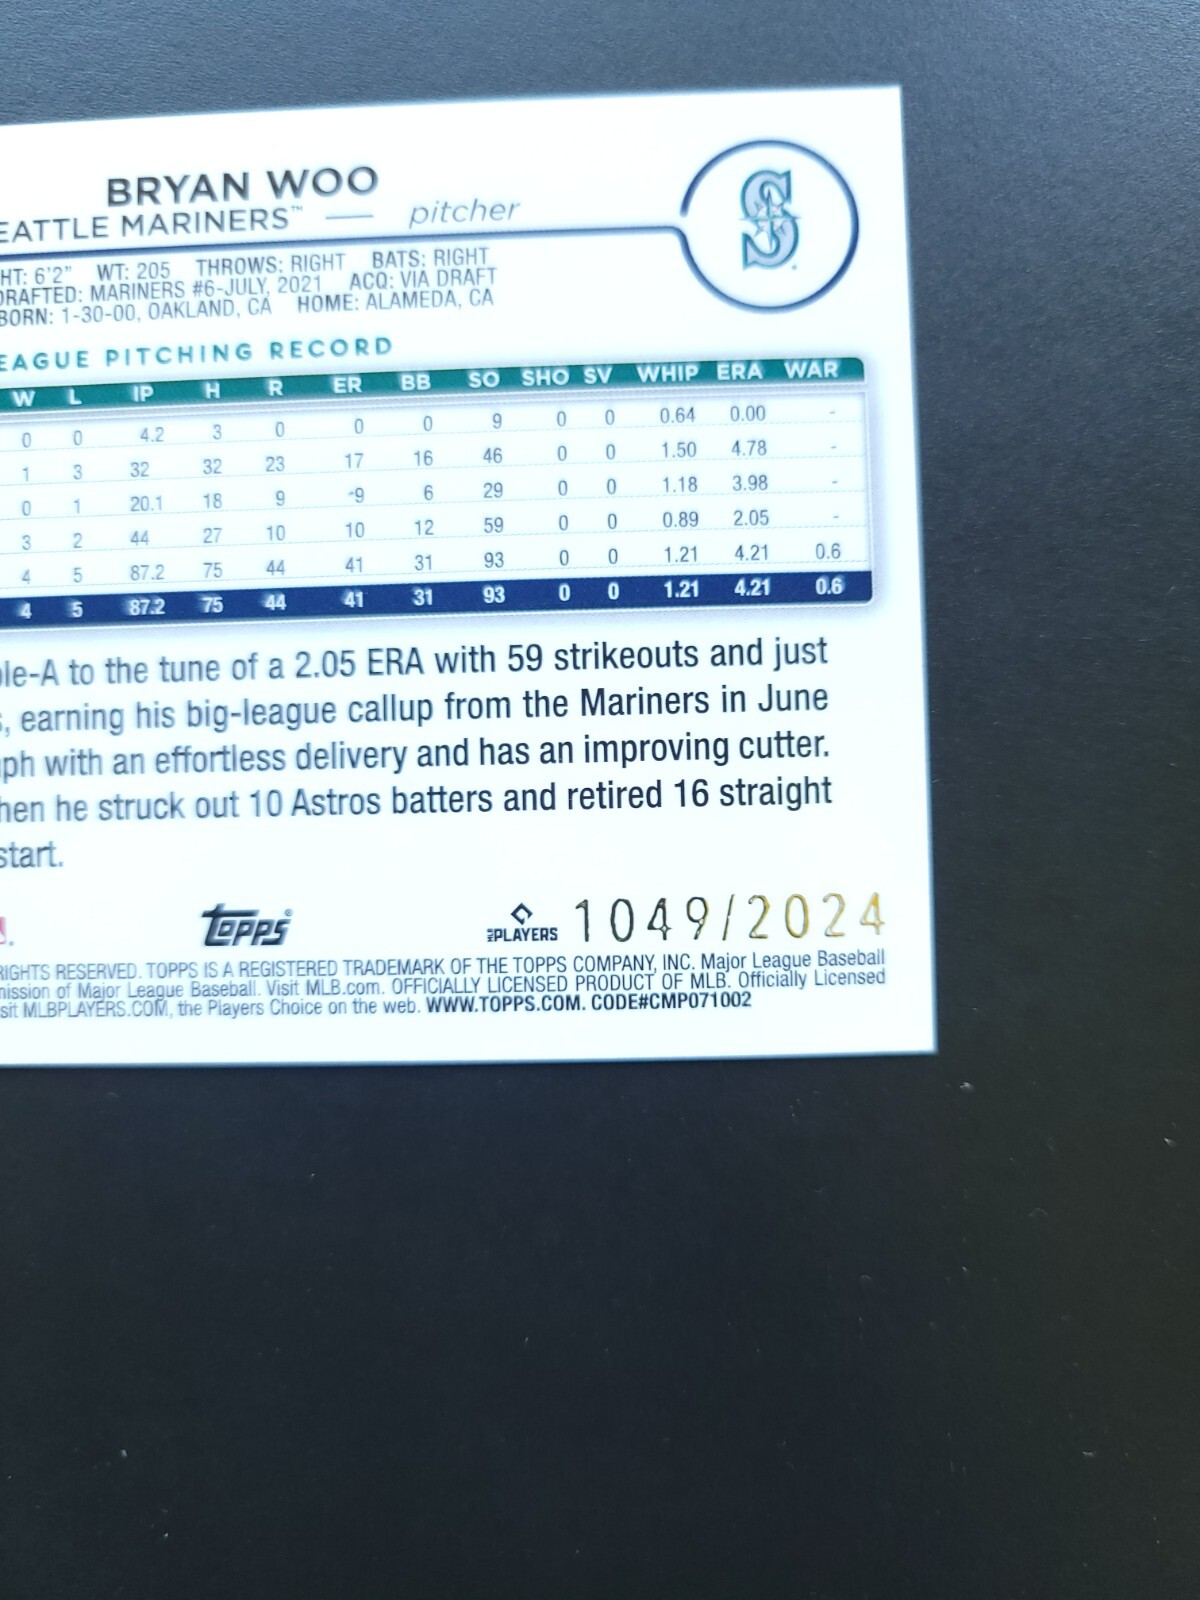 BRYAN WOO
EATTLE MARINERS™ — pitcher
HT: 6'2" WT: 205 THROWS: RIGHT BATS: RIGHT
DRAFTED: MARINERS #6-JULY, 2021 ACQ: VIA DRAFT
BORN: 1-30-00, OAKLAND, CA HOME: ALAMEDA, CA
S
EAGUE PITCHING RECORD
W L IP H R ER BB SO SHO SV WHIP ERA WAR
0 0 4.2 3 0 0 0 9 0 0 0.64 0.00 -
1 3 32 32 23 17 16 46 0 0 1.50 4.78 -
0 1 20.1 18 9 9 6 29 0 0 1.18 3.98 -
3 2 44 27 10 10 12 59 0 0 0.89 2.05 -
4 5 87.2 75 44 41 31 93 0 0 1.21 4.21 0.6
4 5 87.2 75 44 41 31 93 0 0 1.21 4.21 0.6
le-A to the tune of a 2.05 ERA with 59 strikeouts and just
s, earning his big-league callup from the Mariners in June
ph with an effortless delivery and has an improving cutter.
hen he struck out 10 Astros batters and retired 16 straight
start.
topps® PLAYERS 1049/2024
RIGHTS RESERVED. TOPPS IS A REGISTERED TRADEMARK OF THE TOPPS COMPANY, INC. Major League Baseball
mission of Major League Baseball. Visit MLB.com. OFFICIALLY LICENSED PRODUCT OF MLB. Officially Licensed
sit MLBPLAYERS.COM, the Players Choice on the web. WWW.TOPPS.COM. CODE#CMP071002